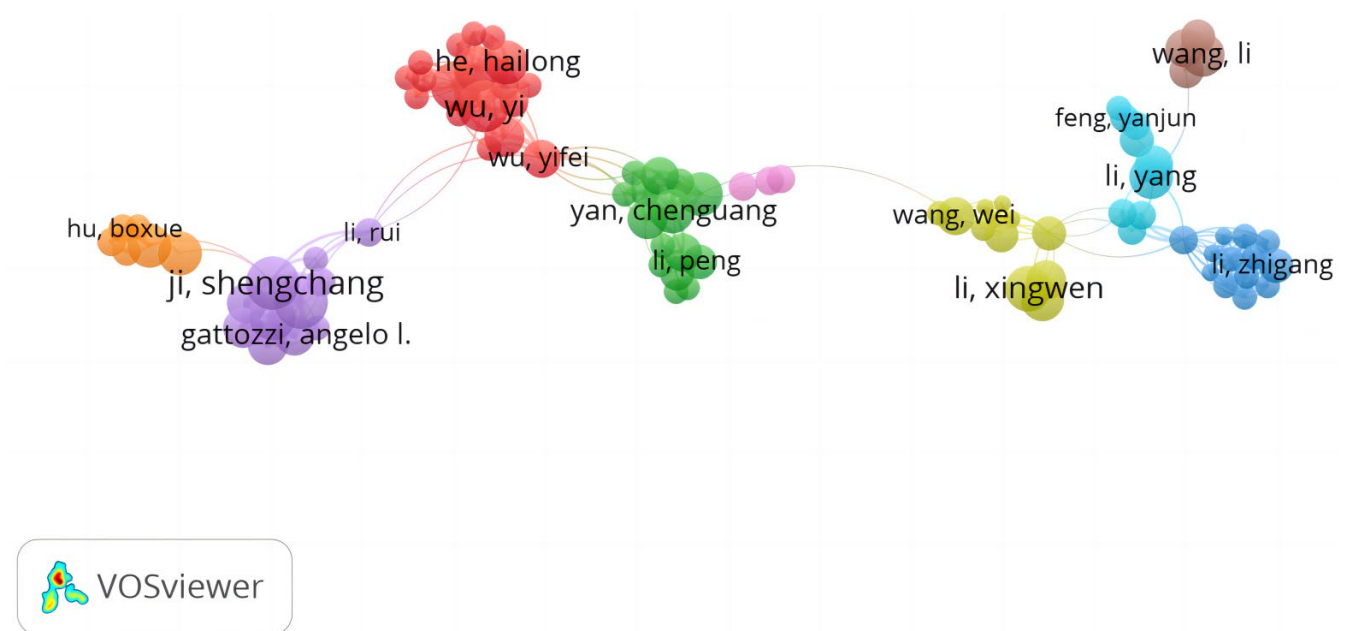 he, hailong
wu, yi
wu, yifei
hu, boxue
li, rui
ji, shengchang
gattozzi, angelo l.
yan, chenguang
li, peng
wang, wei
li, xingwen
wang, li
feng, yanjun
li, yang
li, zhigang
VOSviewer